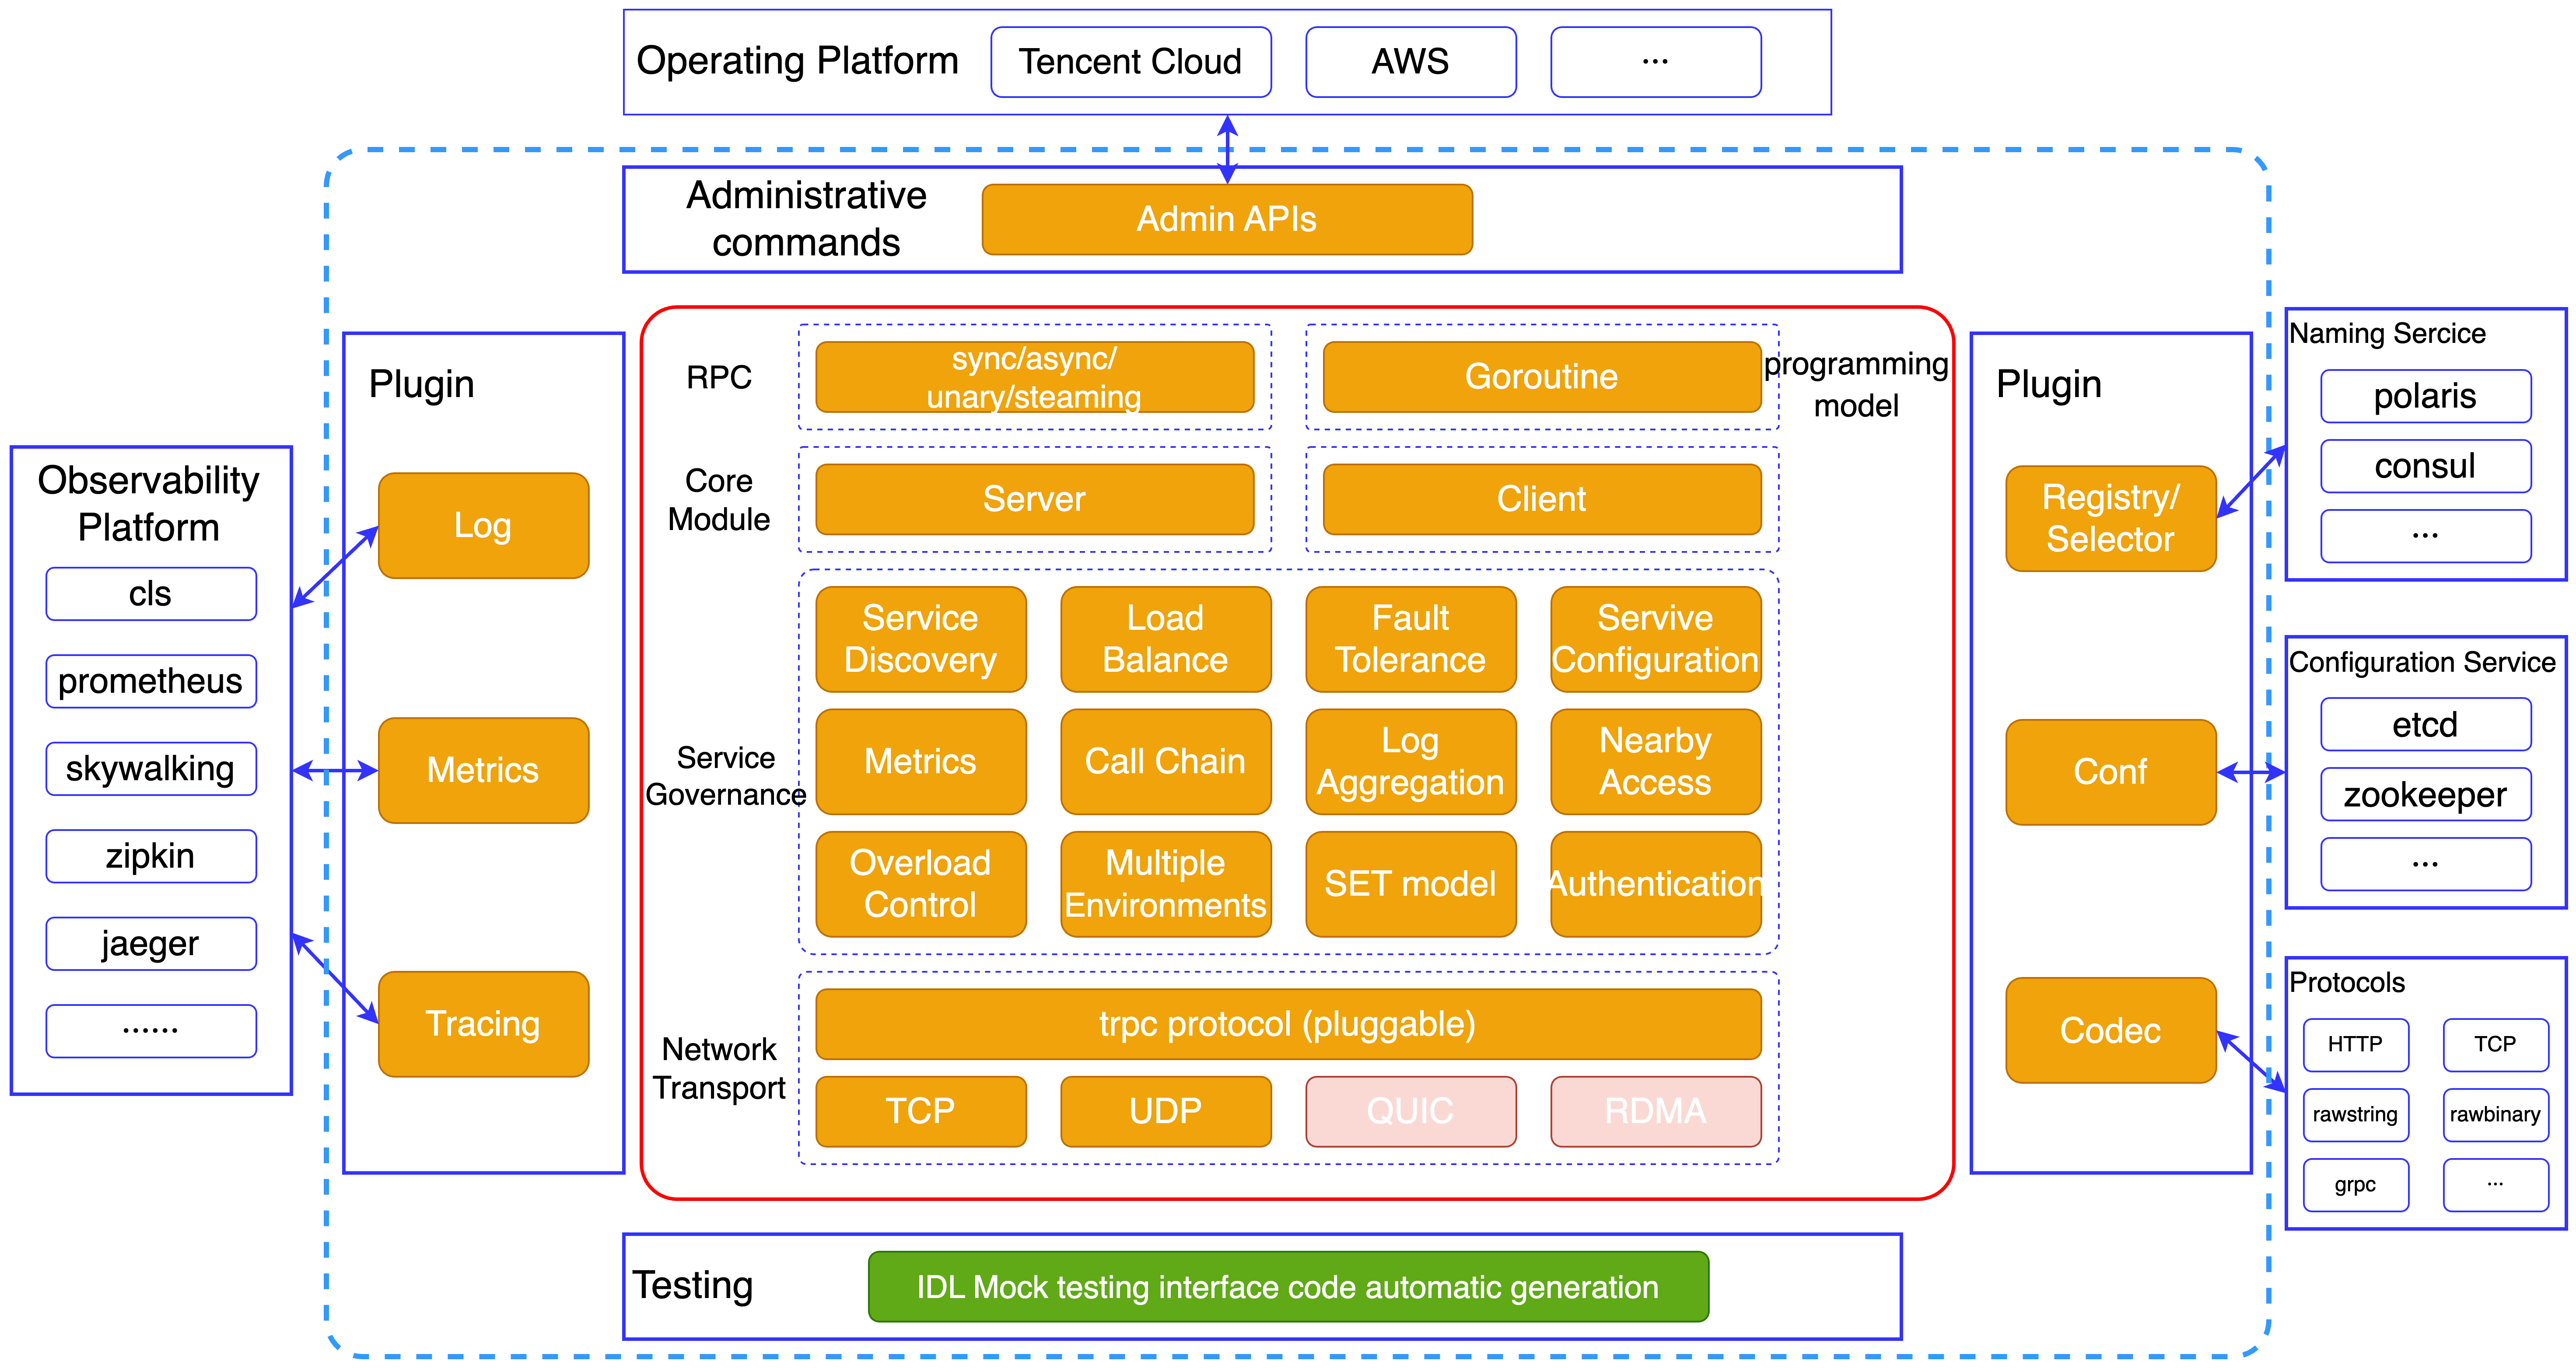 Operating Platform
Tencent Cloud
AWS
...
Administrative
commands
Admin APIs
Observability
Platform
cls
prometheus
skywalking
zipkin
jaeger
......
Plugin
Log
Metrics
Tracing
RPC
sync/async/
unary/steaming
Goroutine
programming
model
Core
Module
Server
Client
Service
Governance
Service
Discovery
Load
Balance
Fault
Tolerance
Servive
Configuration
Metrics
Call Chain
Log
Aggregation
Nearby
Access
Overload
Control
Multiple
Environments
SET model
Authentication
Network
Transport
trpc protocol (pluggable)
TCP
UDP
QUIC
RDMA
Plugin
Registry/
Selector
Conf
Codec
Naming Sercice
polaris
consul
...
Configuration Service
etcd
zookeeper
...
Protocols
HTTP
TCP
rawstring
rawbinary
grpc
...
Testing
IDL Mock testing interface code automatic generation